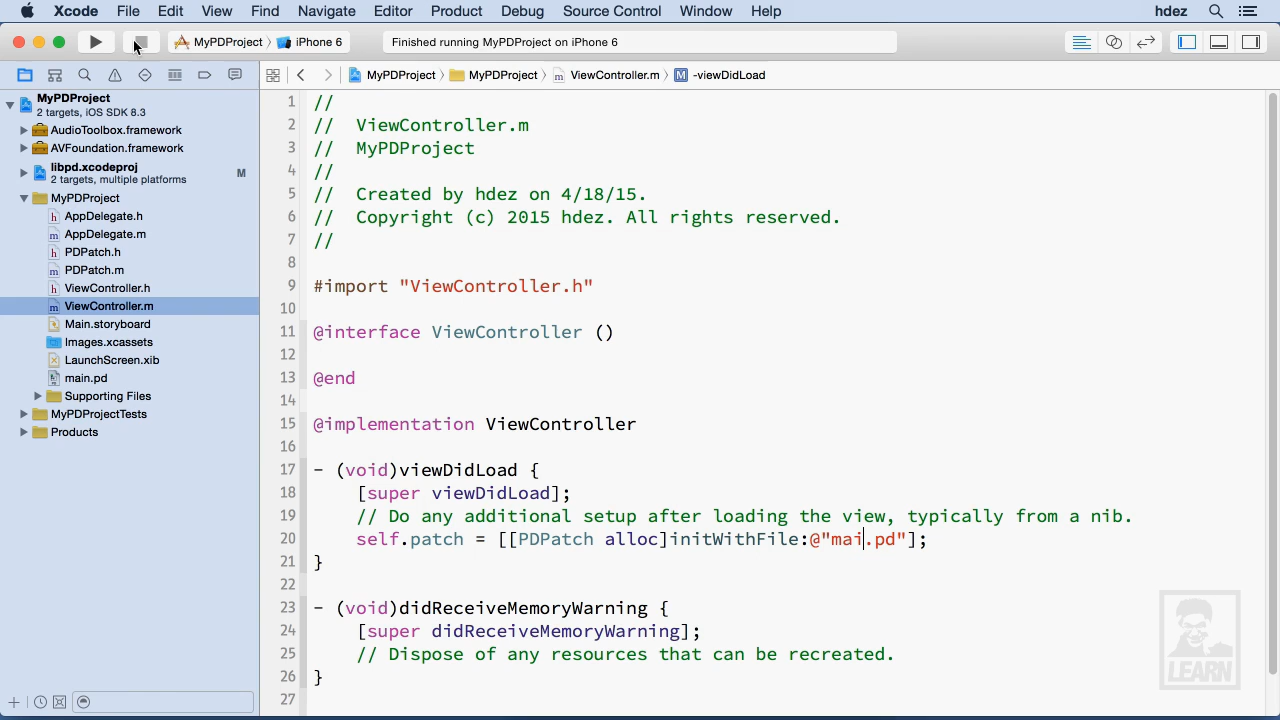 Xcode File Edit View Find Navigate Editor Product Debug Source Control Window Help hdez
MyPDProject iPhone 6 Finished running MyPDProject on iPhone 6
MyPDProject MyPDProject ViewController.m -viewDidLoad
MyPDProject
2 targets, iOS SDK 8.3
AudioToolbox.framework
AVFoundation.framework
libpd.xcodeproj M
2 targets, multiple platforms
MyPDProject
AppDelegate.h
AppDelegate.m
PDPatch.h
PDPatch.m
ViewController.h
ViewController.m
Main.storyboard
Images.xcassets
LaunchScreen.xib
main.pd
Supporting Files
MyPDProjectTests
Products
1 //
2 // ViewController.m
3 // MyPDProject
4 //
5 // Created by hdez on 4/18/15.
6 // Copyright (c) 2015 hdez. All rights reserved.
7 //
8
9 #import "ViewController.h"
10
11 @interface ViewController ()
12
13 @end
14
15 @implementation ViewController
16
17 - (void)viewDidLoad {
18 [super viewDidLoad];
19 // Do any additional setup after loading the view, typically from a nib.
20 self.patch = [[PDPatch alloc]initWithFile:@"mai.pd"];
21 }
22
23 - (void)didReceiveMemoryWarning {
24 [super didReceiveMemoryWarning];
25 // Dispose of any resources that can be recreated.
26 }
27
LEARN